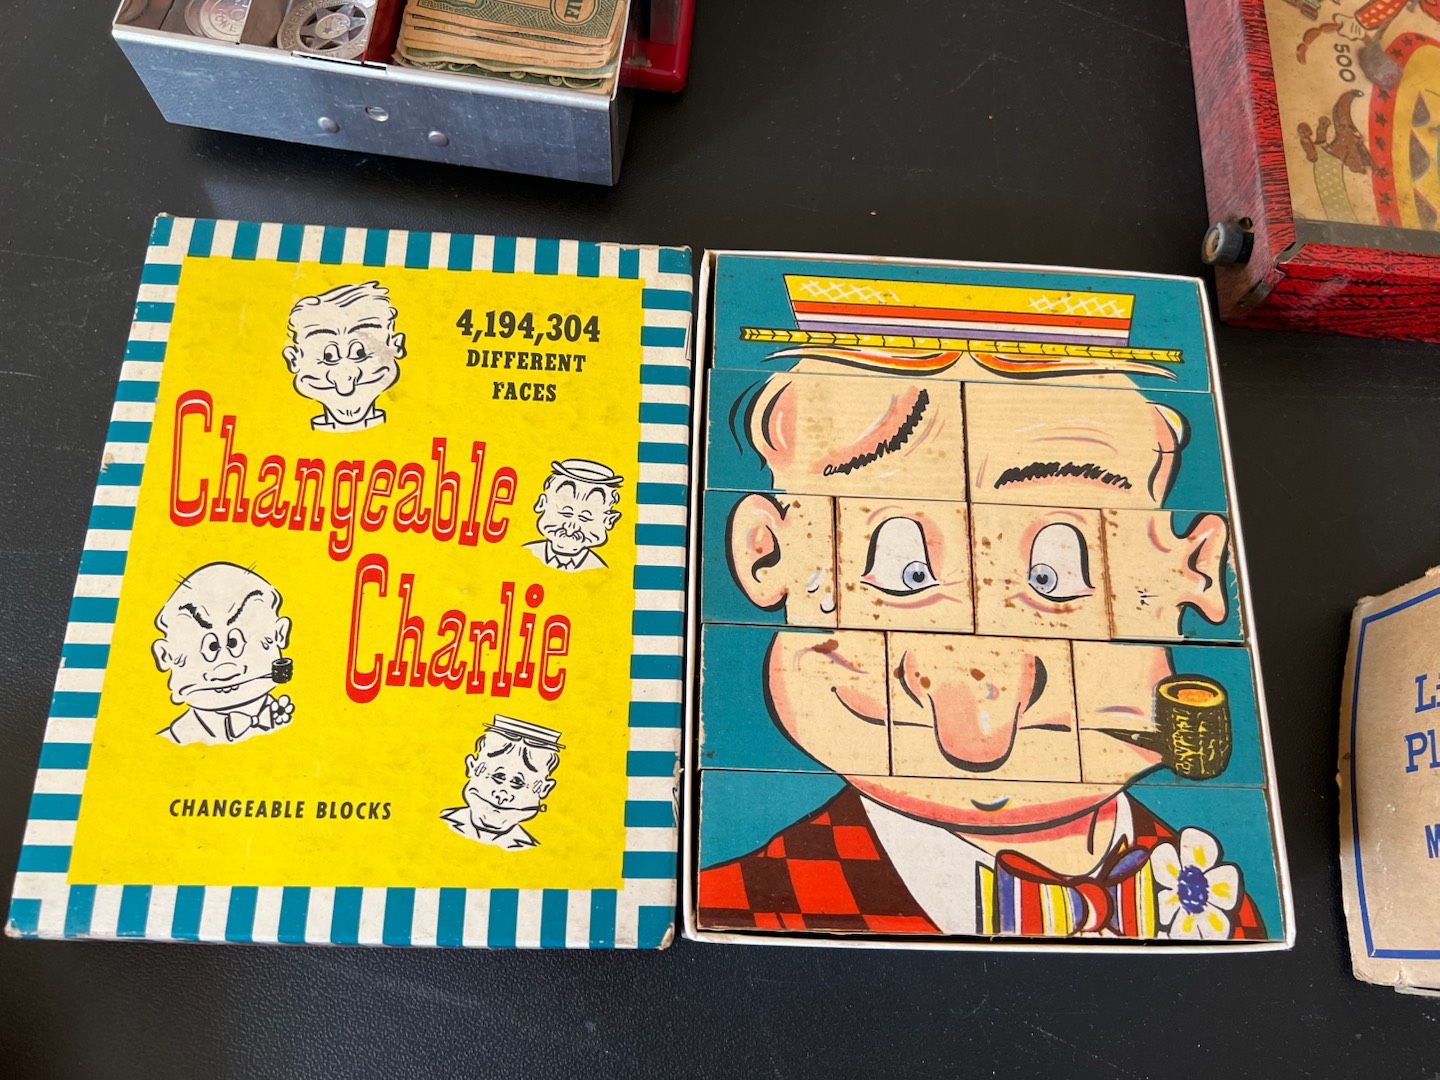 500
4,194,304
DIFFERENT
FACES
Changeable
Charlie
CHANGEABLE BLOCKS